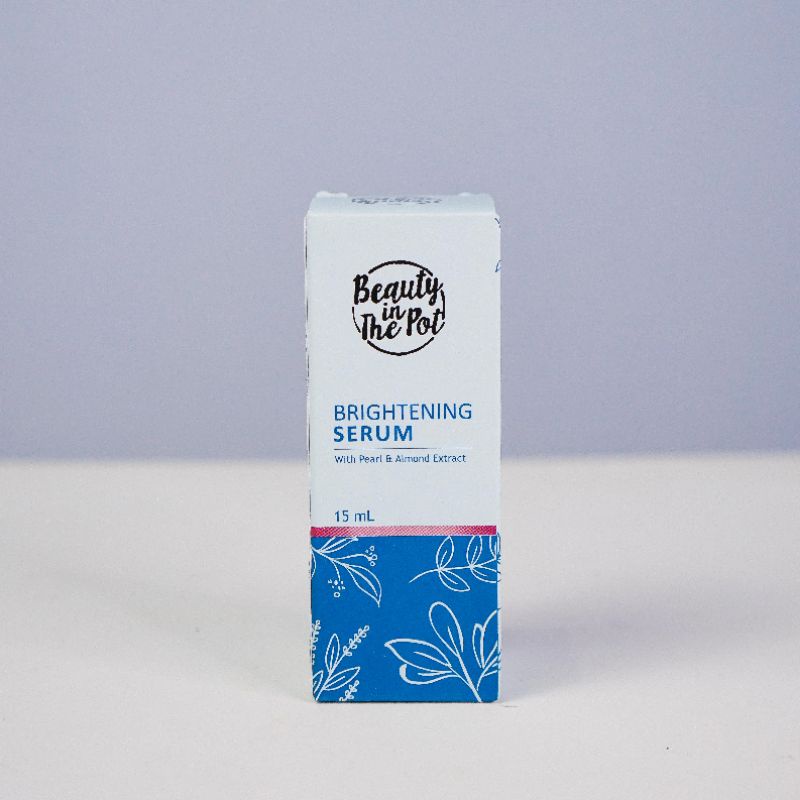 Beauty
in
The Pot
BRIGHTENING
SERUM
With Pearl & Almond Extract
15 mL